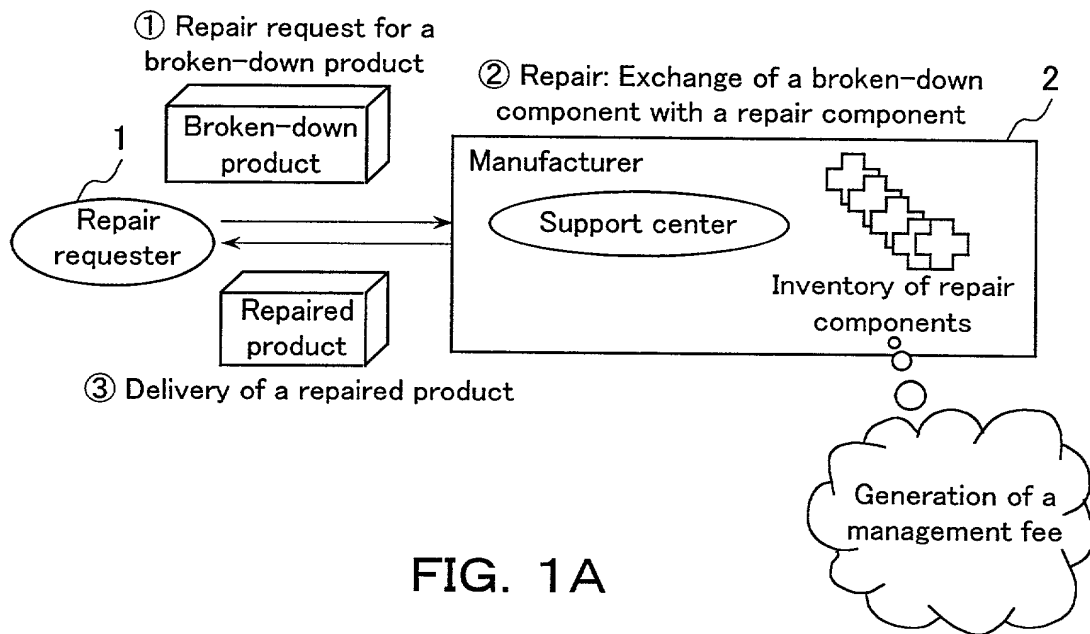 ① Repair request for a
broken-down product
Broken-down
product
1
Repair
requester
Repaired
product
③ Delivery of a repaired product
② Repair: Exchange of a broken-down
component with a repair component
2
Manufacturer
Support center
Inventory of repair
components
Generation of a
management fee
FIG. 1A